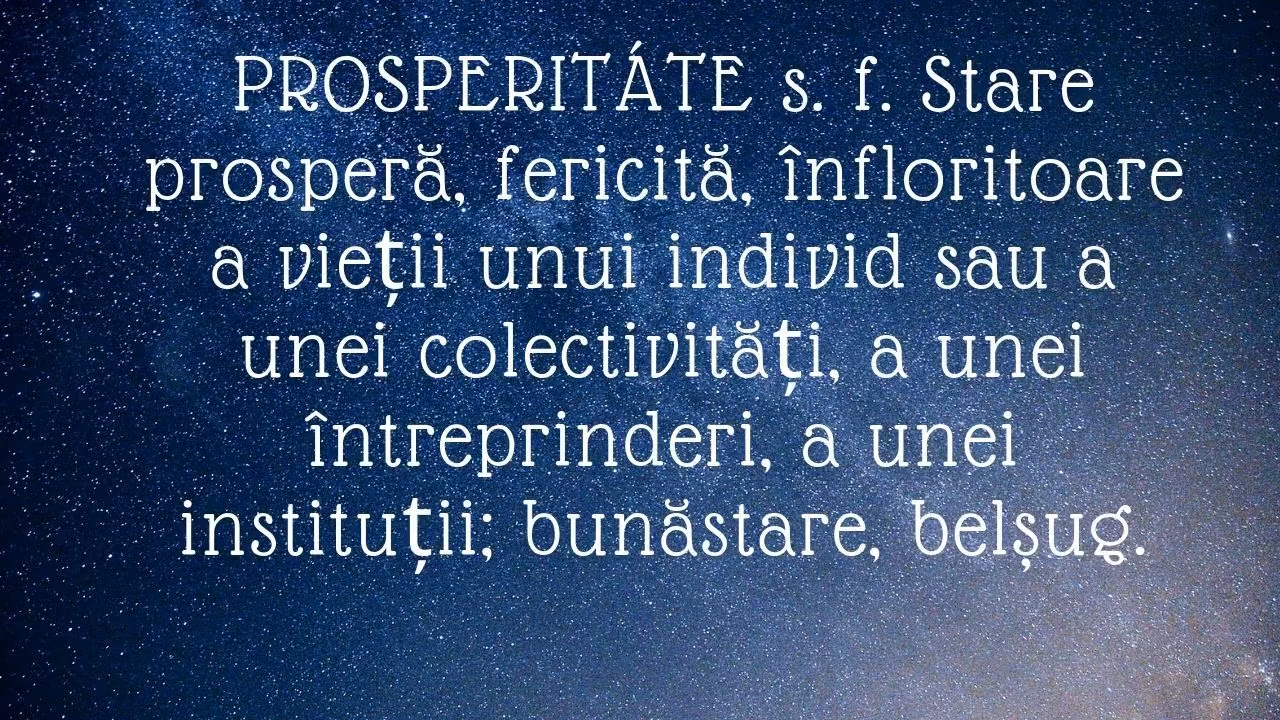 PROSPERITÁTE s. f. Stare
prosperă, fericită, înfloritoare
a vieții unui individ sau a
unei colectivități, a unei
întreprinderi, a unei
instituții; bunăstare, belșug.